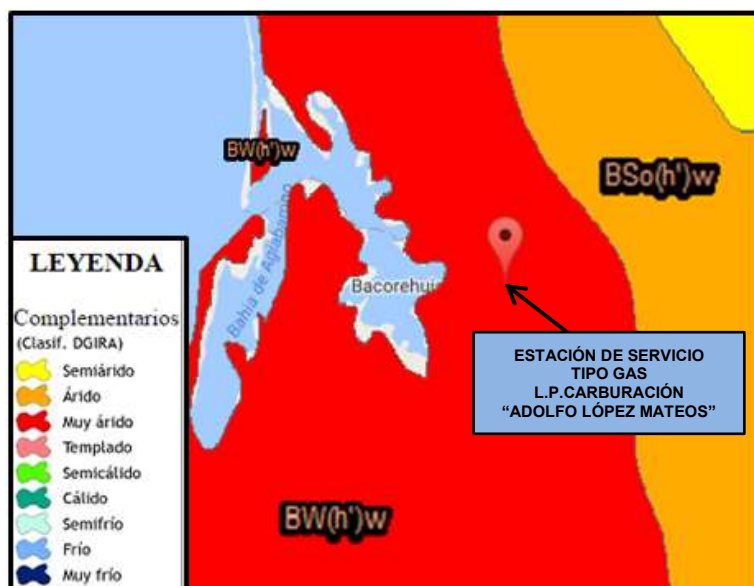 BW(h')w
BSo(h')w
Bahía de Agiabampo
Bacorehuis
LEYENDA
Complementarios
(Clasif. DGIRA)
Semiárido
Árido
Muy árido
Templado
Semicálido
Cálido
Semifrío
Frío
Muy frío
ESTACIÓN DE SERVICIO
TIPO GAS
L.P.CARBURACIÓN
“ADOLFO LÓPEZ MATEOS”
BW(h')w